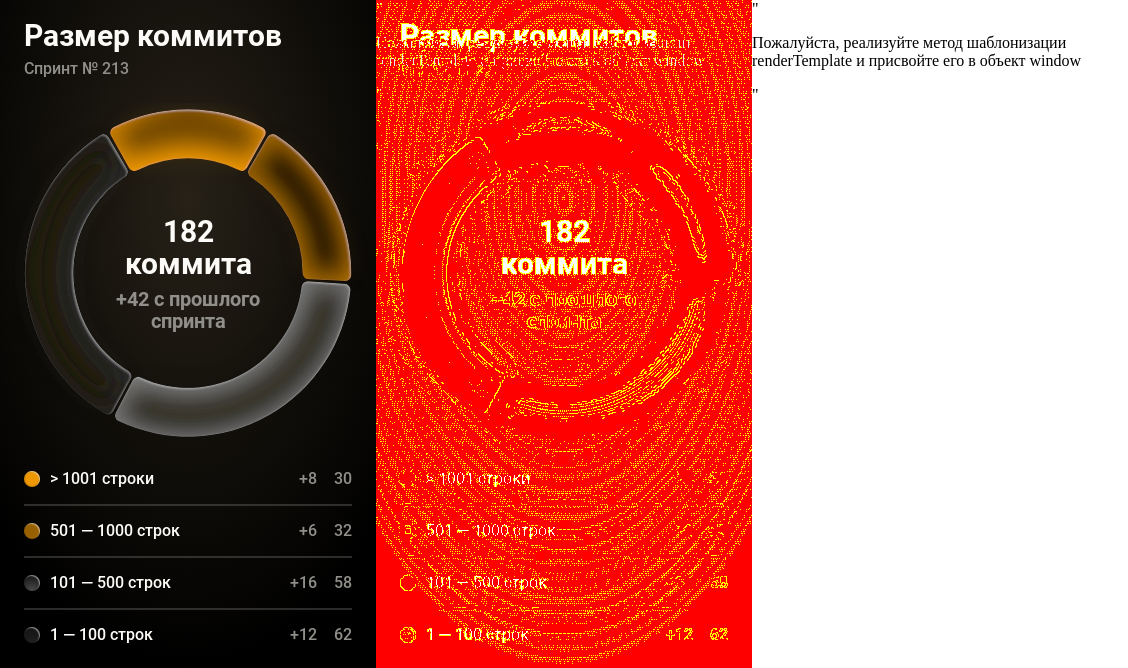 Размер коммитов
Спринт № 213
182
коммита
+42 с прошлого
спринта
> 1001 строки +8 30
501 — 1000 строк +6 32
101 — 500 строк +16 58
1 — 100 строк +12 62
Размер коммитов
182
коммита
+42 с прошлого
спринта
> 1001 строки
501 — 1000 строк
101 — 500 строк
1 — 100 строк +12 62
"
Пожалуйста, реализуйте метод шаблонизации
renderTemplate и присвойте его в объект window
"